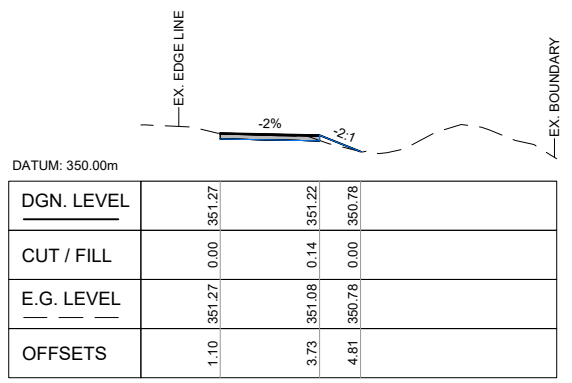 EX. EDGE LINE
EX. BOUNDARY
-2%
-2:1
DATUM: 350.00m
DGN. LEVEL 351.27 351.22 350.78
CUT / FILL 0.00 0.14 0.00
E.G. LEVEL 351.27 351.08 350.78
OFFSETS 1.10 3.73 4.81